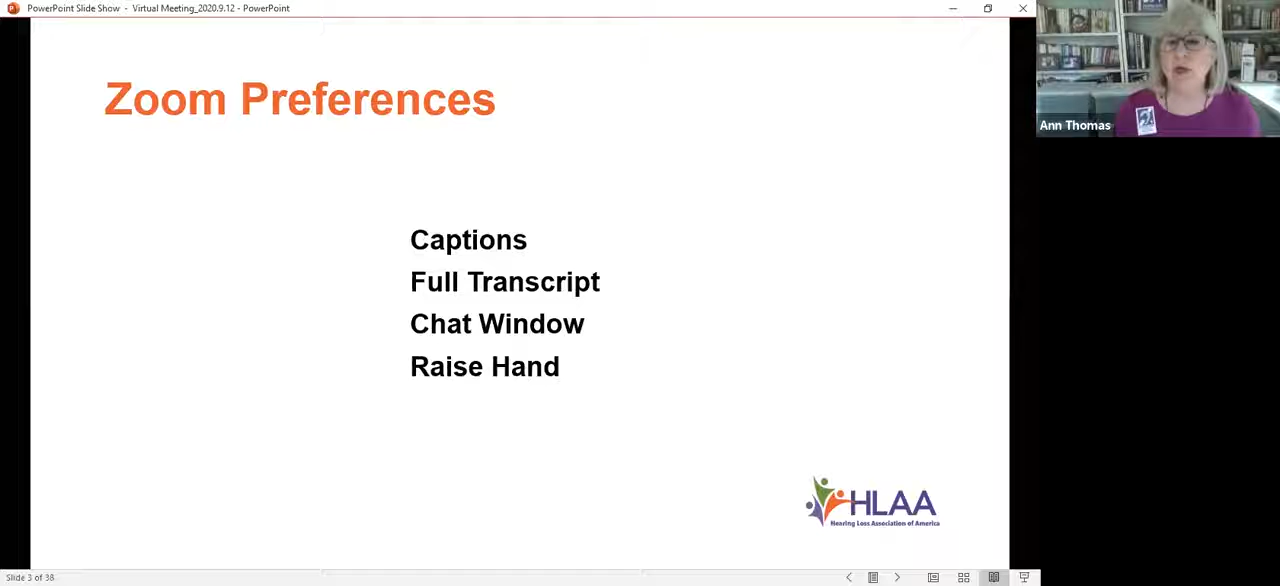 PowerPoint Slide Show - Virtual Meeting_2020.9.12 - PowerPoint
Zoom Preferences
Captions
Full Transcript
Chat Window
Raise Hand
HLAA
Hearing Loss Association of America
Slide 3 of 38
Ann Thomas